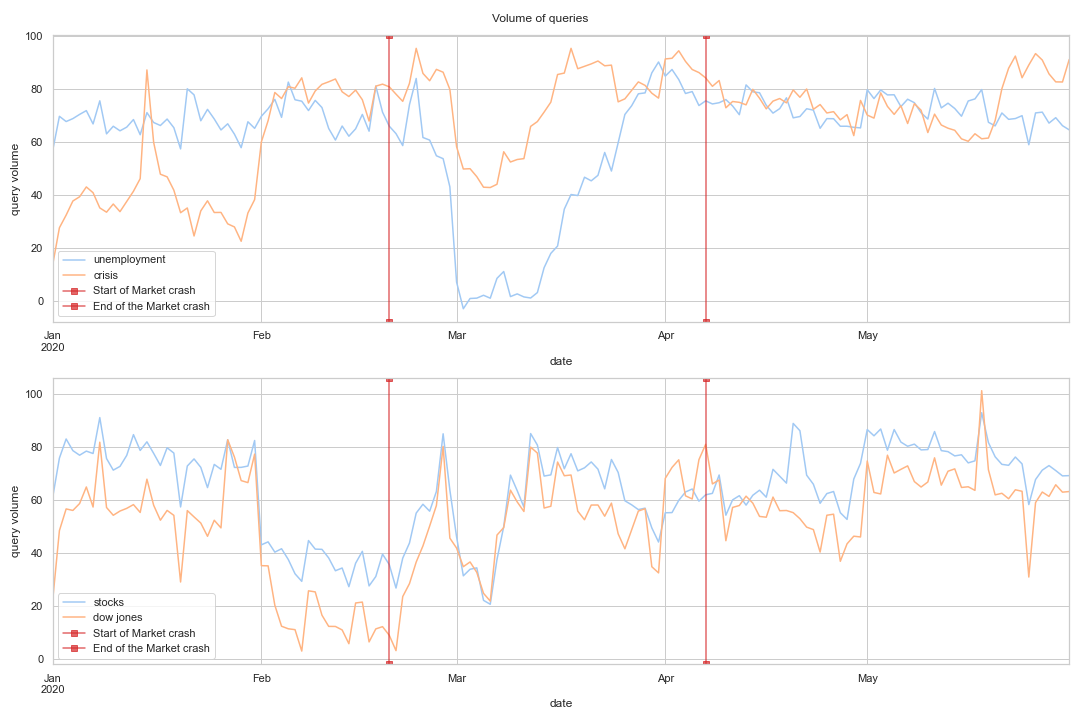 Volume of queries
100
80
60
40
20
0
query volume
unemployment
crisis
Start of Market crash
End of the Market crash
Jan
2020
Feb
Mar
Apr
May
date
100
80
60
40
20
0
query volume
stocks
dow jones
Start of Market crash
End of the Market crash
Jan
2020
Feb
Mar
Apr
May
date